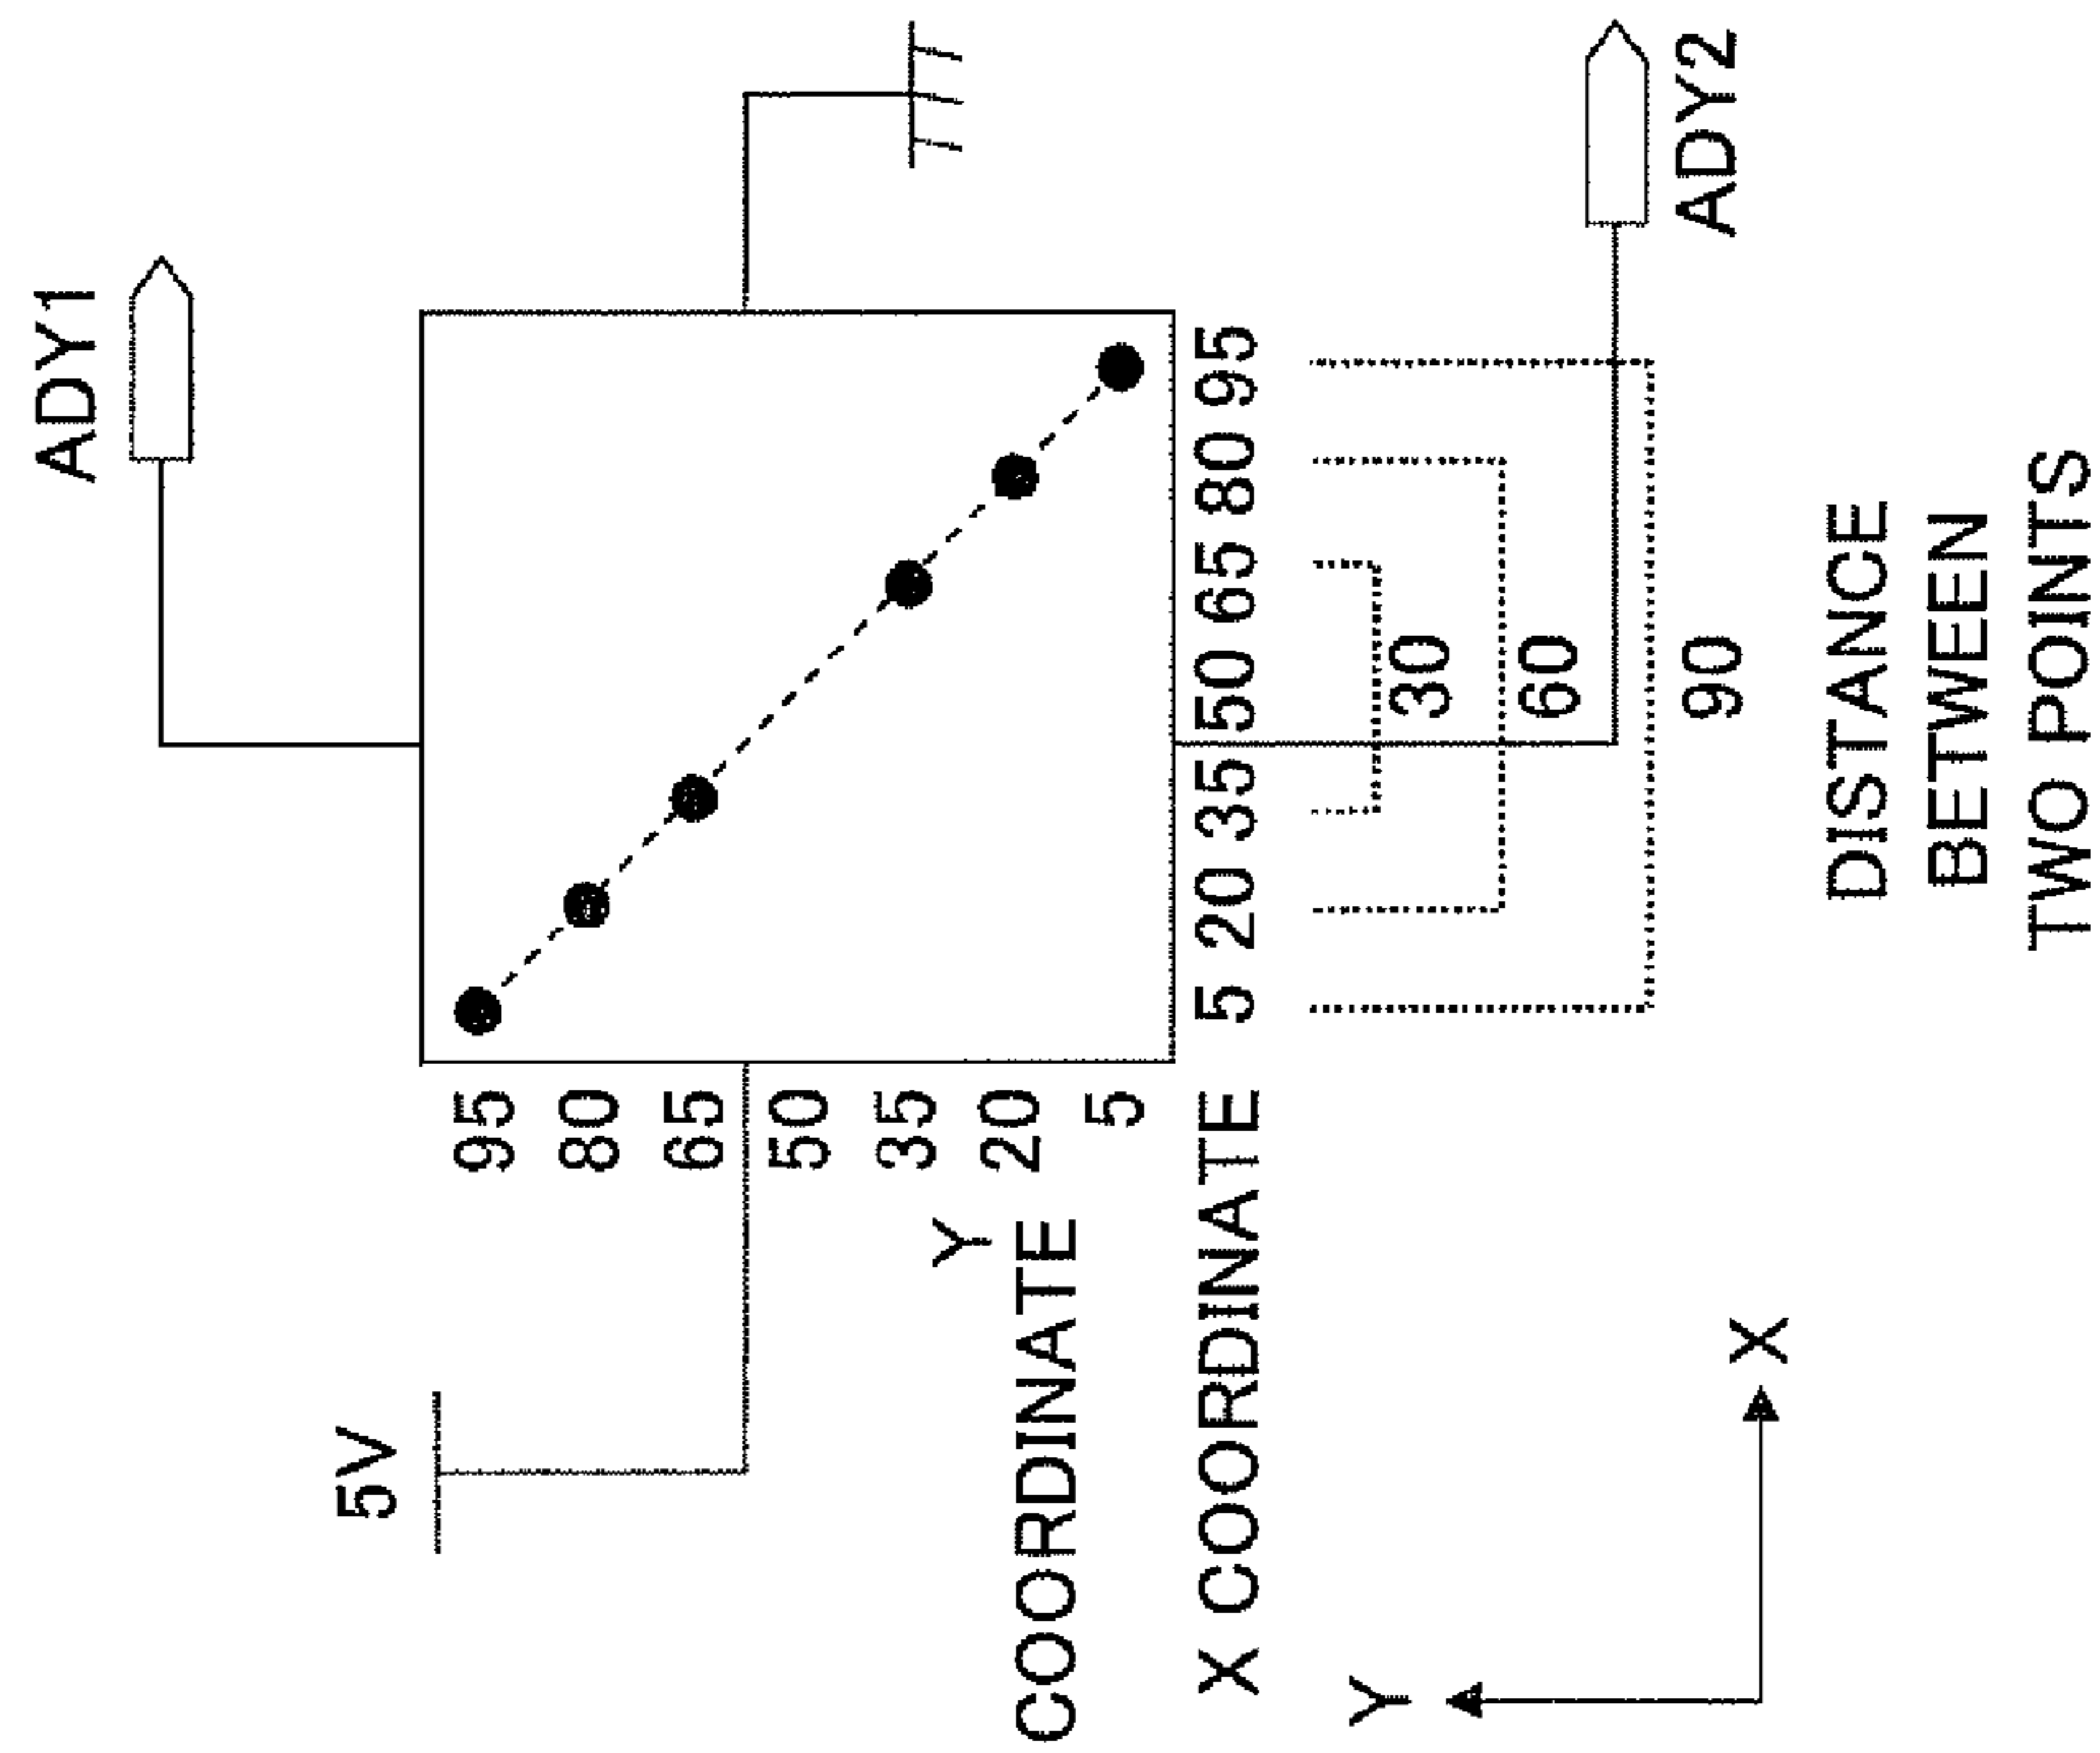 ADY1
5V
95
80
65
50
35
20
5
Y
COORDINATE
X COORDINATE 5 20 35 50 65 80 95
30
60
90
ADY2
Y
X
DISTANCE
BETWEEN
TWO POINTS